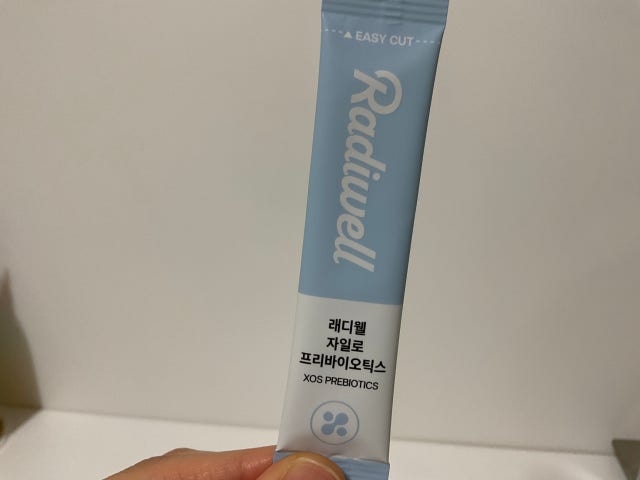 ▲ EASY CUT
Radiwell
래디웰
자일로
프리바이오틱스
XOS PREBIOTICS